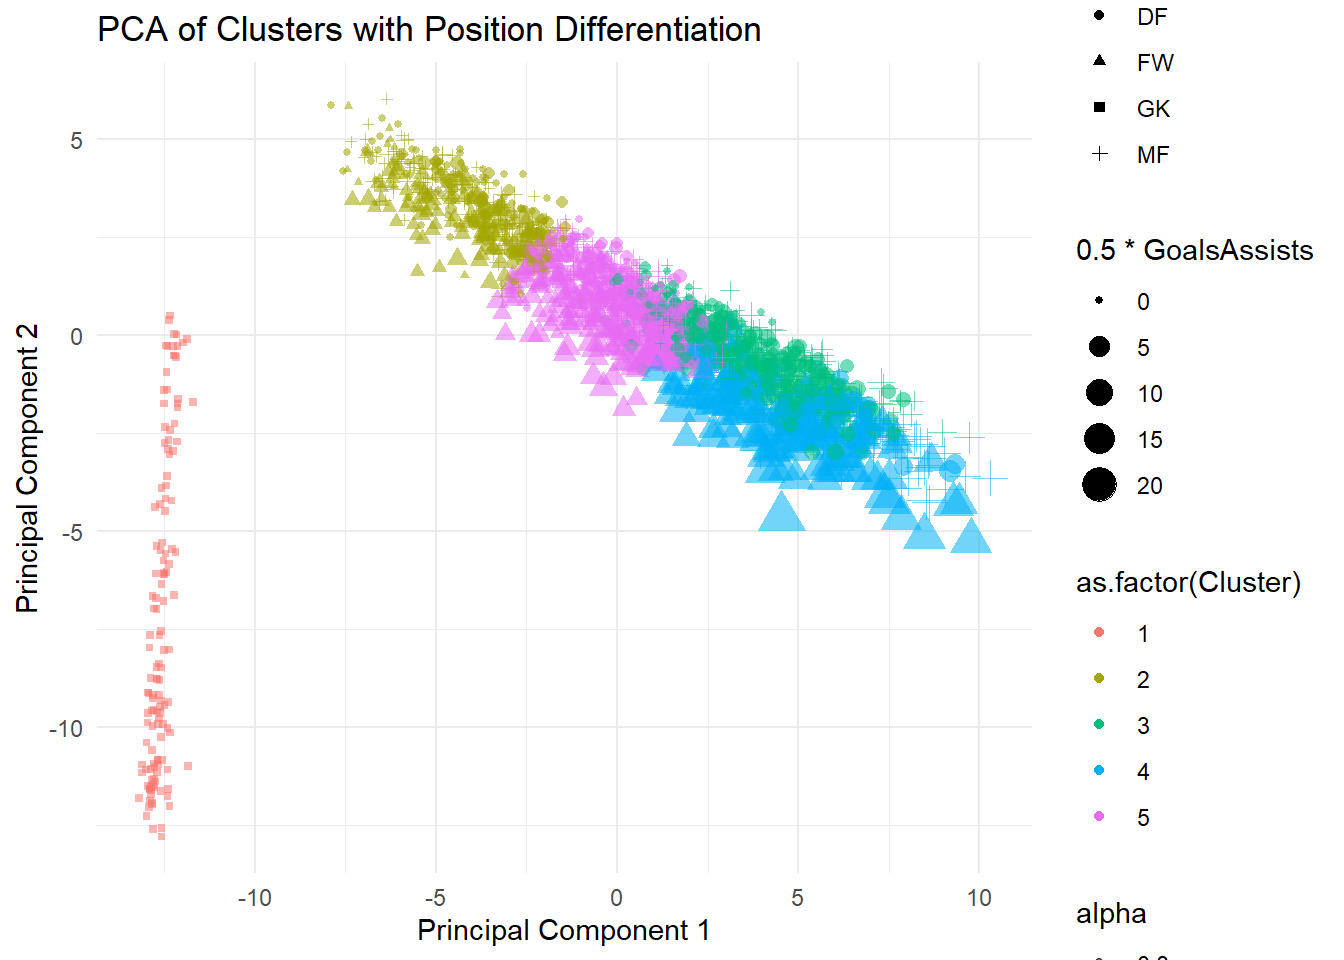 PCA of Clusters with Position Differentiation
DF
FW
GK
MF
0.5 * GoalsAssists
0
5
10
15
20
as.factor(Cluster)
1
2
3
4
5
alpha
5
0
-5
-10
Principal Component 2
-10
-5
0
5
10
Principal Component 1